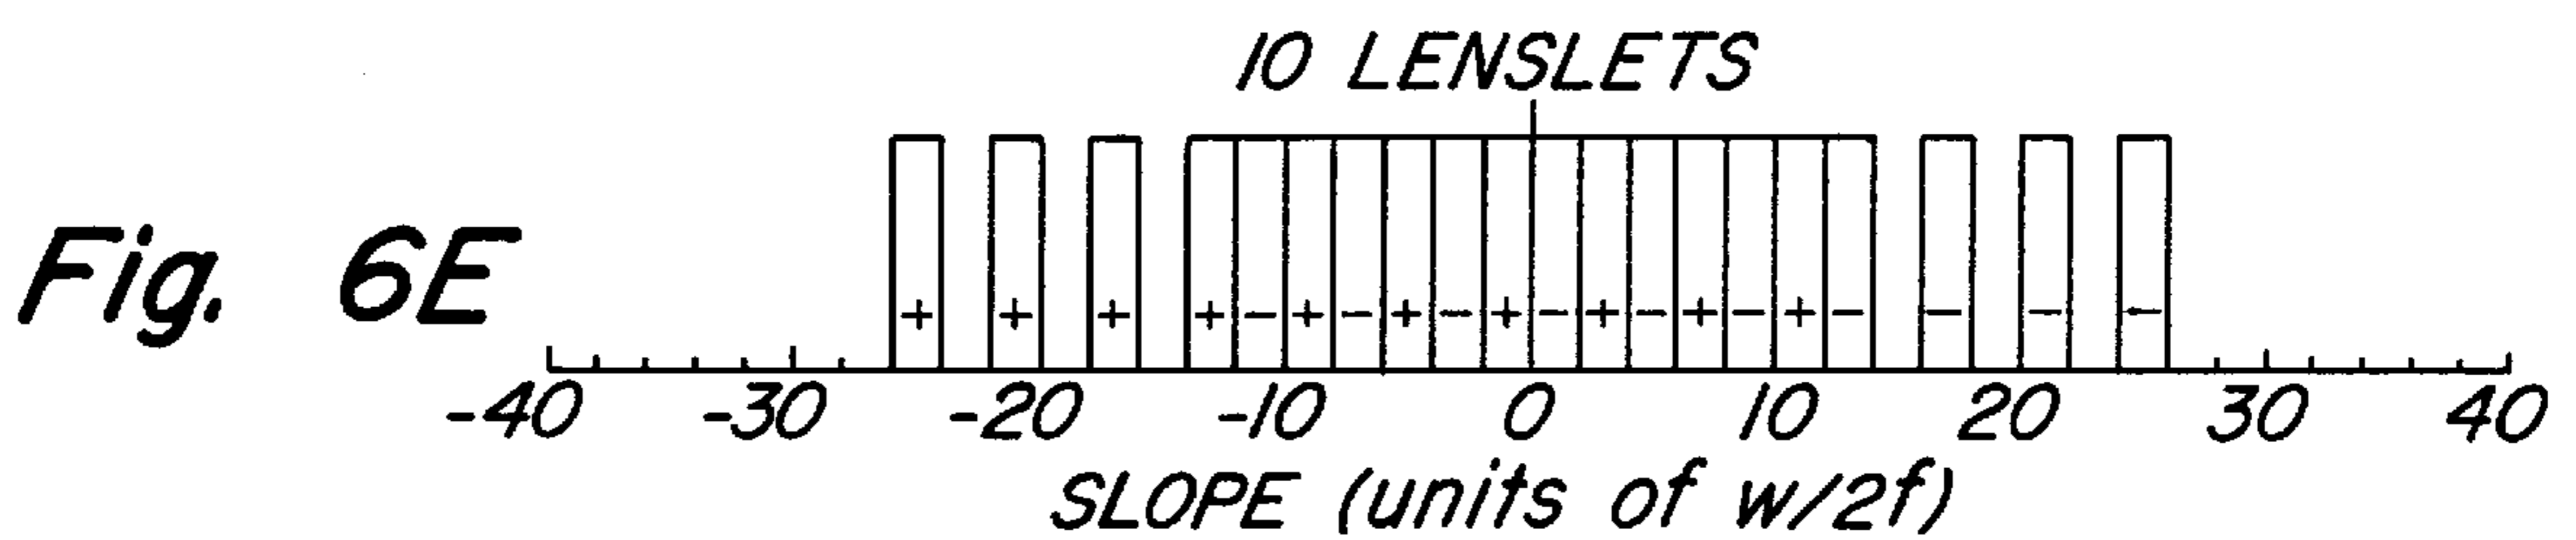 10 LENSLETS
+ + + + - + - + - + - + - + - + - - - -
Fig. 6E
-40 -30 -20 -10 0 10 20 30 40
SLOPE (units of w/2f)